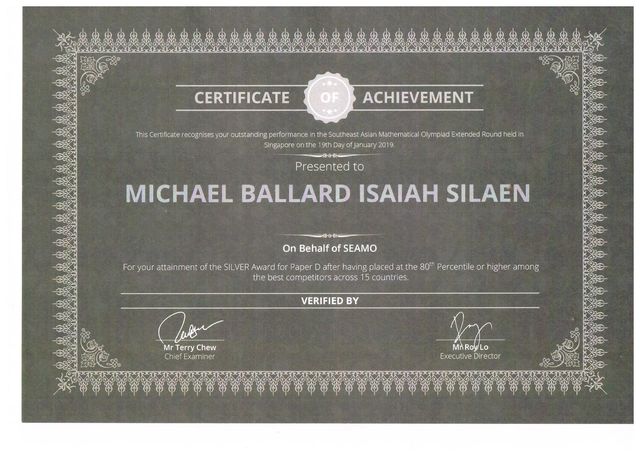 CERTIFICATE OF ACHIEVEMENT
This Certificate recognises your outstanding performance in the Southeast Asian Mathematical Olympiad Extended Round held in
Singapore on the 19th Day of January 2019.
Presented to
MICHAEL BALLARD ISAIAH SILAEN
On Behalf of SEAMO
For your attainment of the SILVER Award for Paper D after having placed at the 80th Percentile or higher among
the best competitors across 15 countries.
VERIFIED BY
Mr Terry Chew
Chief Examiner
Mr Roy Lo
Executive Director